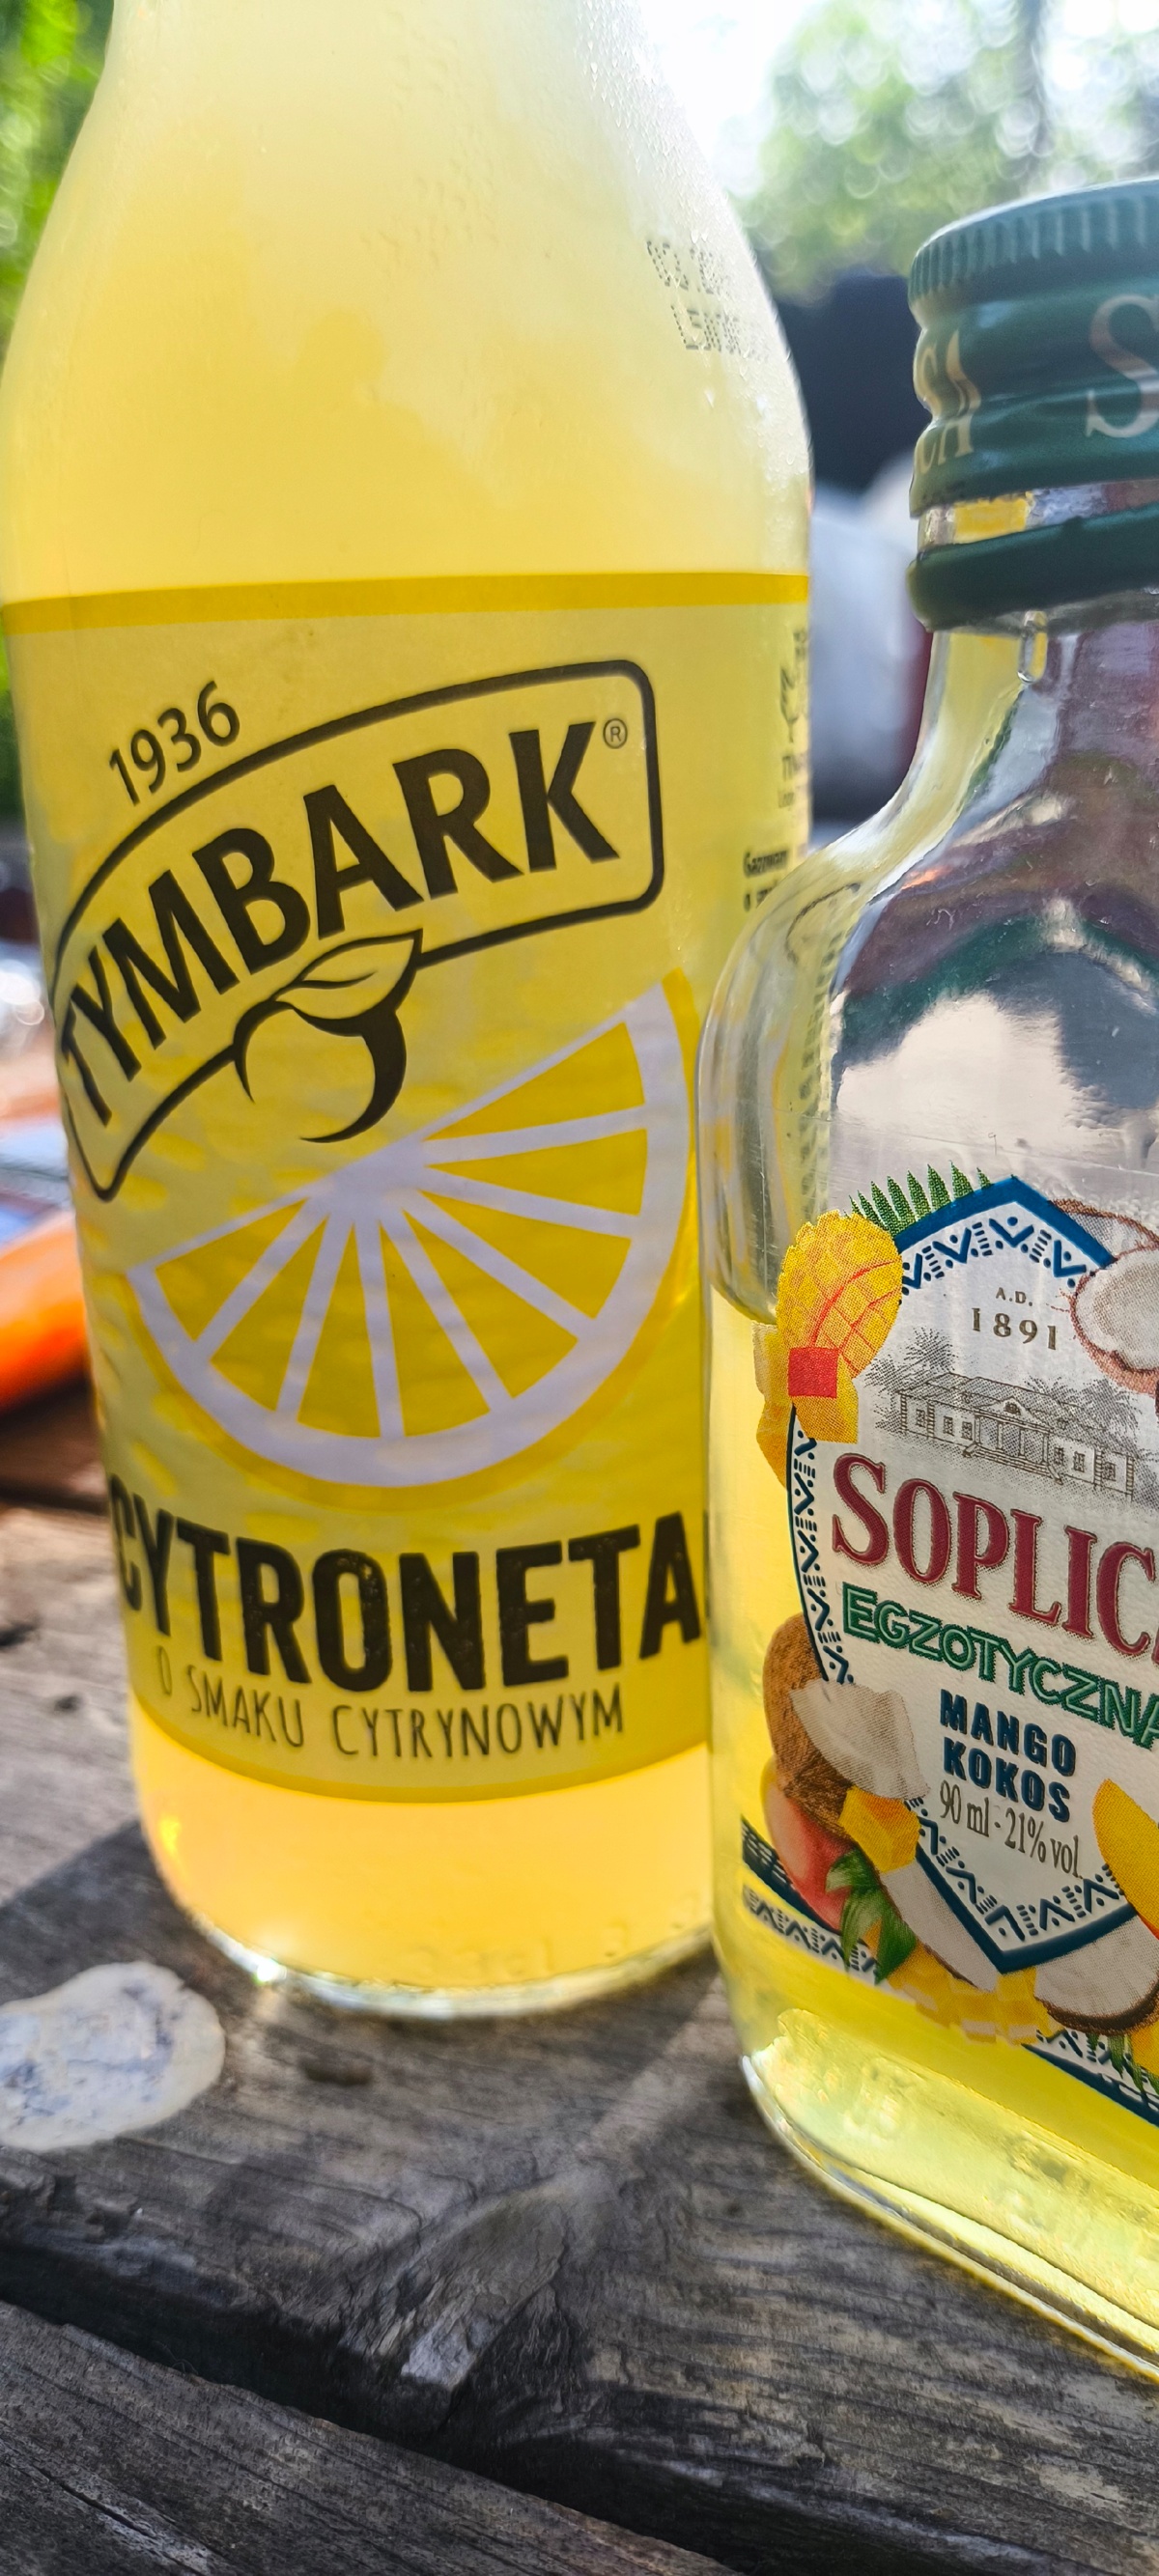 1936
TYMBARK®
CYTRONETA
O SMAKU CYTRYNOWYM
S
A.D.
1891
SOPLIC
EGZOTYCZNA
MANGO
KOKOS
90 ml - 21% vol.